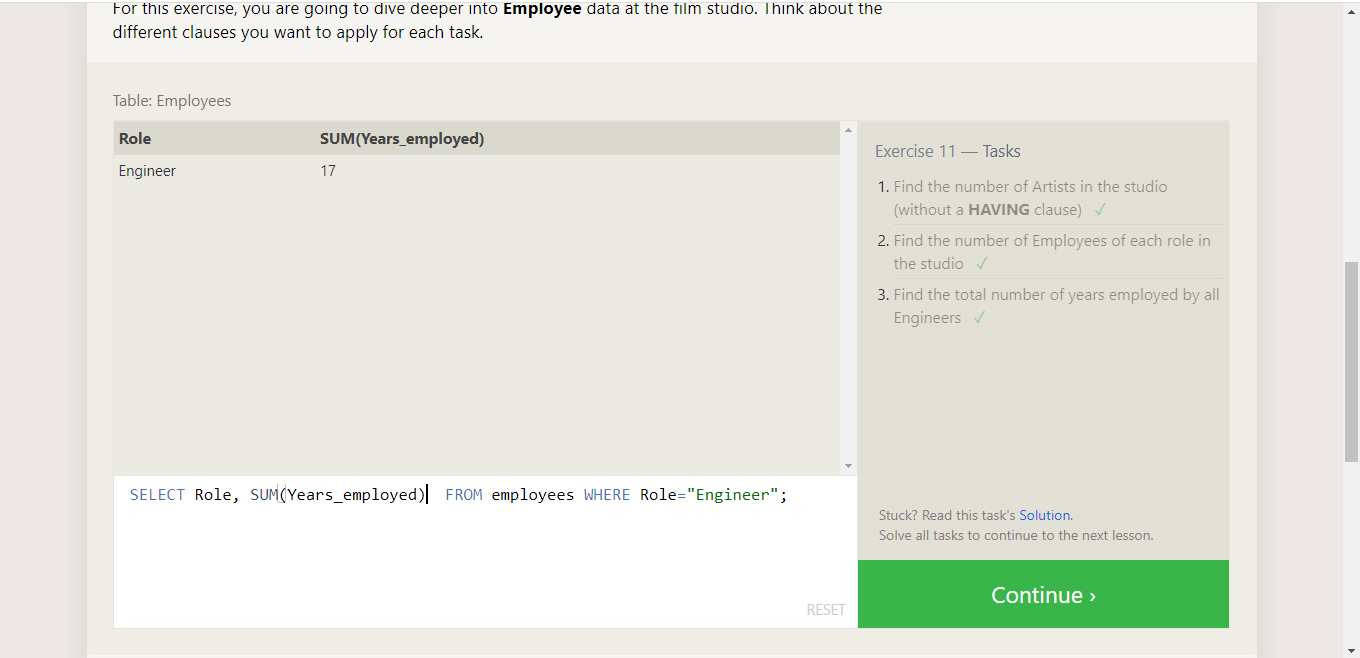 For this exercise, you are going to dive deeper into Employee data at the film studio. Think about the
different clauses you want to apply for each task.
Table: Employees
Role SUM(Years_employed)
Engineer 17
Exercise 11 — Tasks
1. Find the number of Artists in the studio
(without a HAVING clause) ✓
2. Find the number of Employees of each role in
the studio ✓
3. Find the total number of years employed by all
Engineers ✓
SELECT Role, SUM(Years_employed) FROM employees WHERE Role="Engineer";
RESET
Stuck? Read this task's Solution.
Solve all tasks to continue to the next lesson.
Continue ›